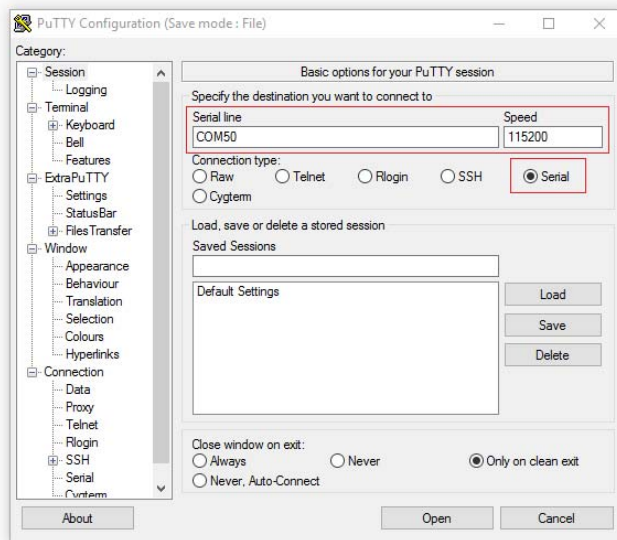 PuTTY Configuration (Save mode : File)
Category:
Session
Logging
Terminal
Keyboard
Bell
Features
ExtraPuTTY
Settings
StatusBar
FilesTransfer
Window
Appearance
Behaviour
Translation
Selection
Colours
Hyperlinks
Connection
Data
Proxy
Telnet
Rlogin
SSH
Serial
Cygterm
About
Basic options for your PuTTY session
Specify the destination you want to connect to
Serial line Speed
COM50 115200
Connection type:
Raw Telnet Rlogin SSH Serial
Cygterm
Load, save or delete a stored session
Saved Sessions
Default Settings
Load
Save
Delete
Close window on exit:
Always Never Only on clean exit
Never, Auto-Connect
Open Cancel